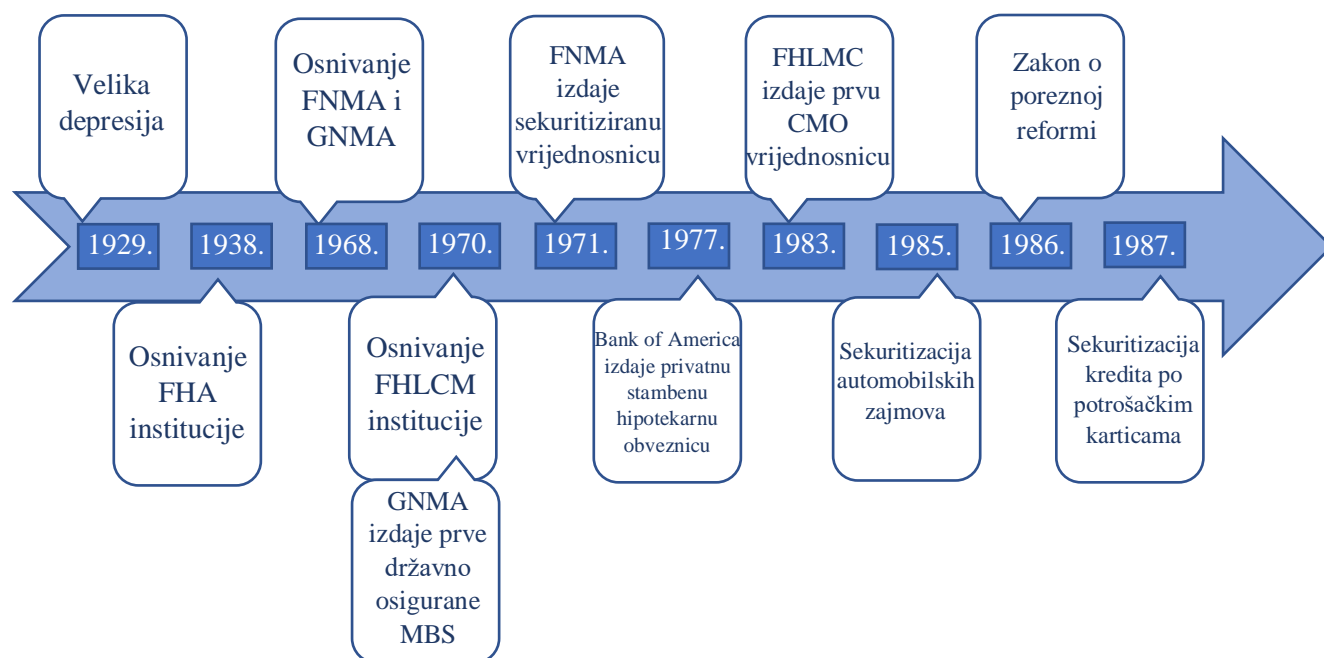 Velika
depresija
Osnivanje
FNMA i
GNMA
FNMA
izdaje
sekuritiziranu
vrijednosnicu
FHLMC
izdaje prvu
CMO
vrijednosnicu
Zakon o
poreznoj
reformi
1929.
1938.
1968.
1970.
1971.
1977.
1983.
1985.
1986.
1987.
Osnivanje
FHA
institucije
Osnivanje
FHLCM
institucije
GNMA
izdaje prve
državno
osigurane
MBS
Bank of America
izdaje privatnu
stambenu
hipotekarnu
obveznicu
Sekuritizacija
automobilskih
zajmova
Sekuritizacija
kredita po
potrošačkim
karticama